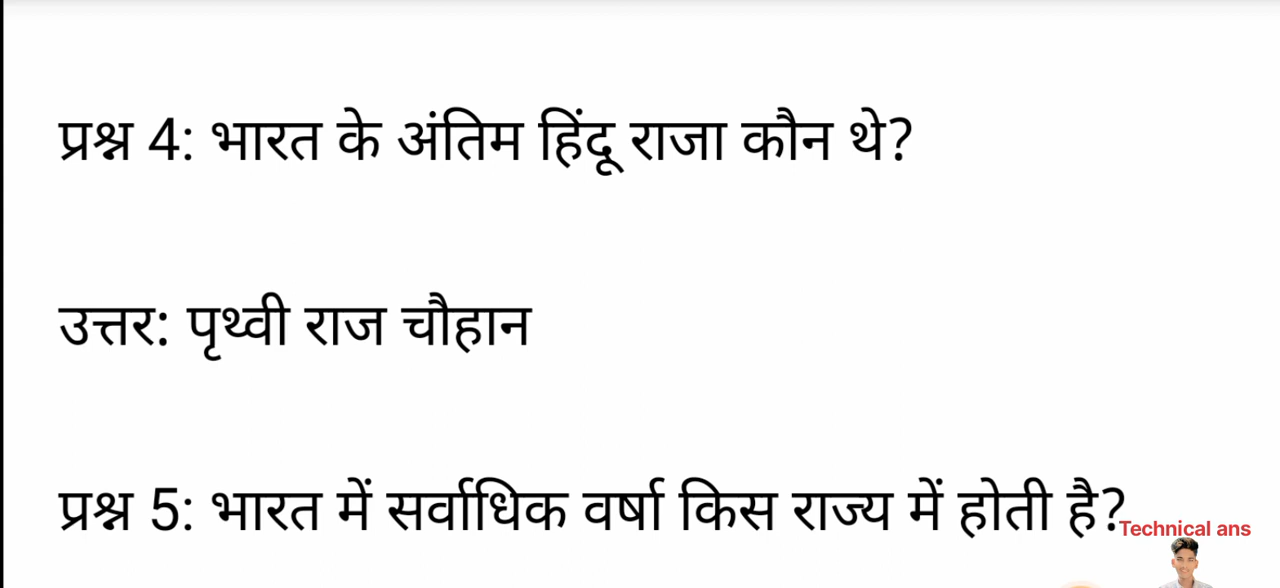 प्रश्न 4: भारत के अंतिम हिंदू राजा कौन थे?
उत्तर: पृथ्वी राज चौहान
प्रश्न 5: भारत में सर्वाधिक वर्षा किस राज्य में होती है?
Technical ans